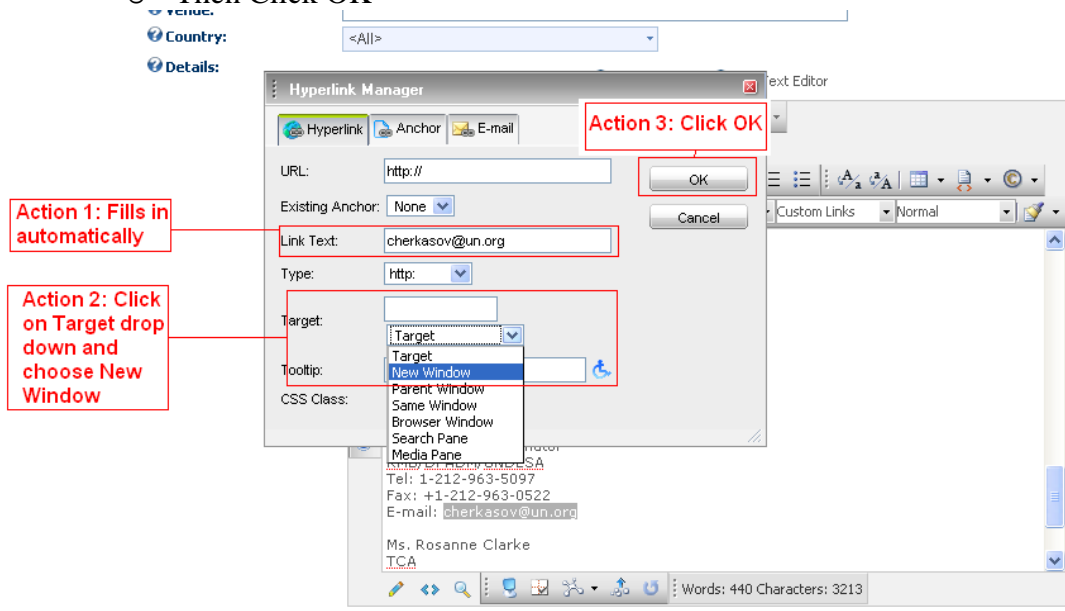 Then Click OK
Venue:
Country:
<All>
Details:
Text Editor
Hyperlink Manager
Action 3: Click OK
Hyperlink
Anchor
E-mail
URL:
http://
OK
Existing Anchor:
None
Cancel
Custom Links
Normal
Action 1: Fills in
automatically
Link Text:
cherkasov@un.org
Type:
http:
Action 2: Click
on Target drop
down and
choose New
Window
Target:
Target
Target
New Window
Parent Window
Same Window
Browser Window
Search Pane
Media Pane
Tooltip:
CSS Class:
KMB/DPADM/UNDESA
Tel: 1-212-963-5097
Fax: +1-212-963-0522
E-mail: cherkasov@un.org
Ms. Rosanne Clarke
TCA
Words: 440 Characters: 3213